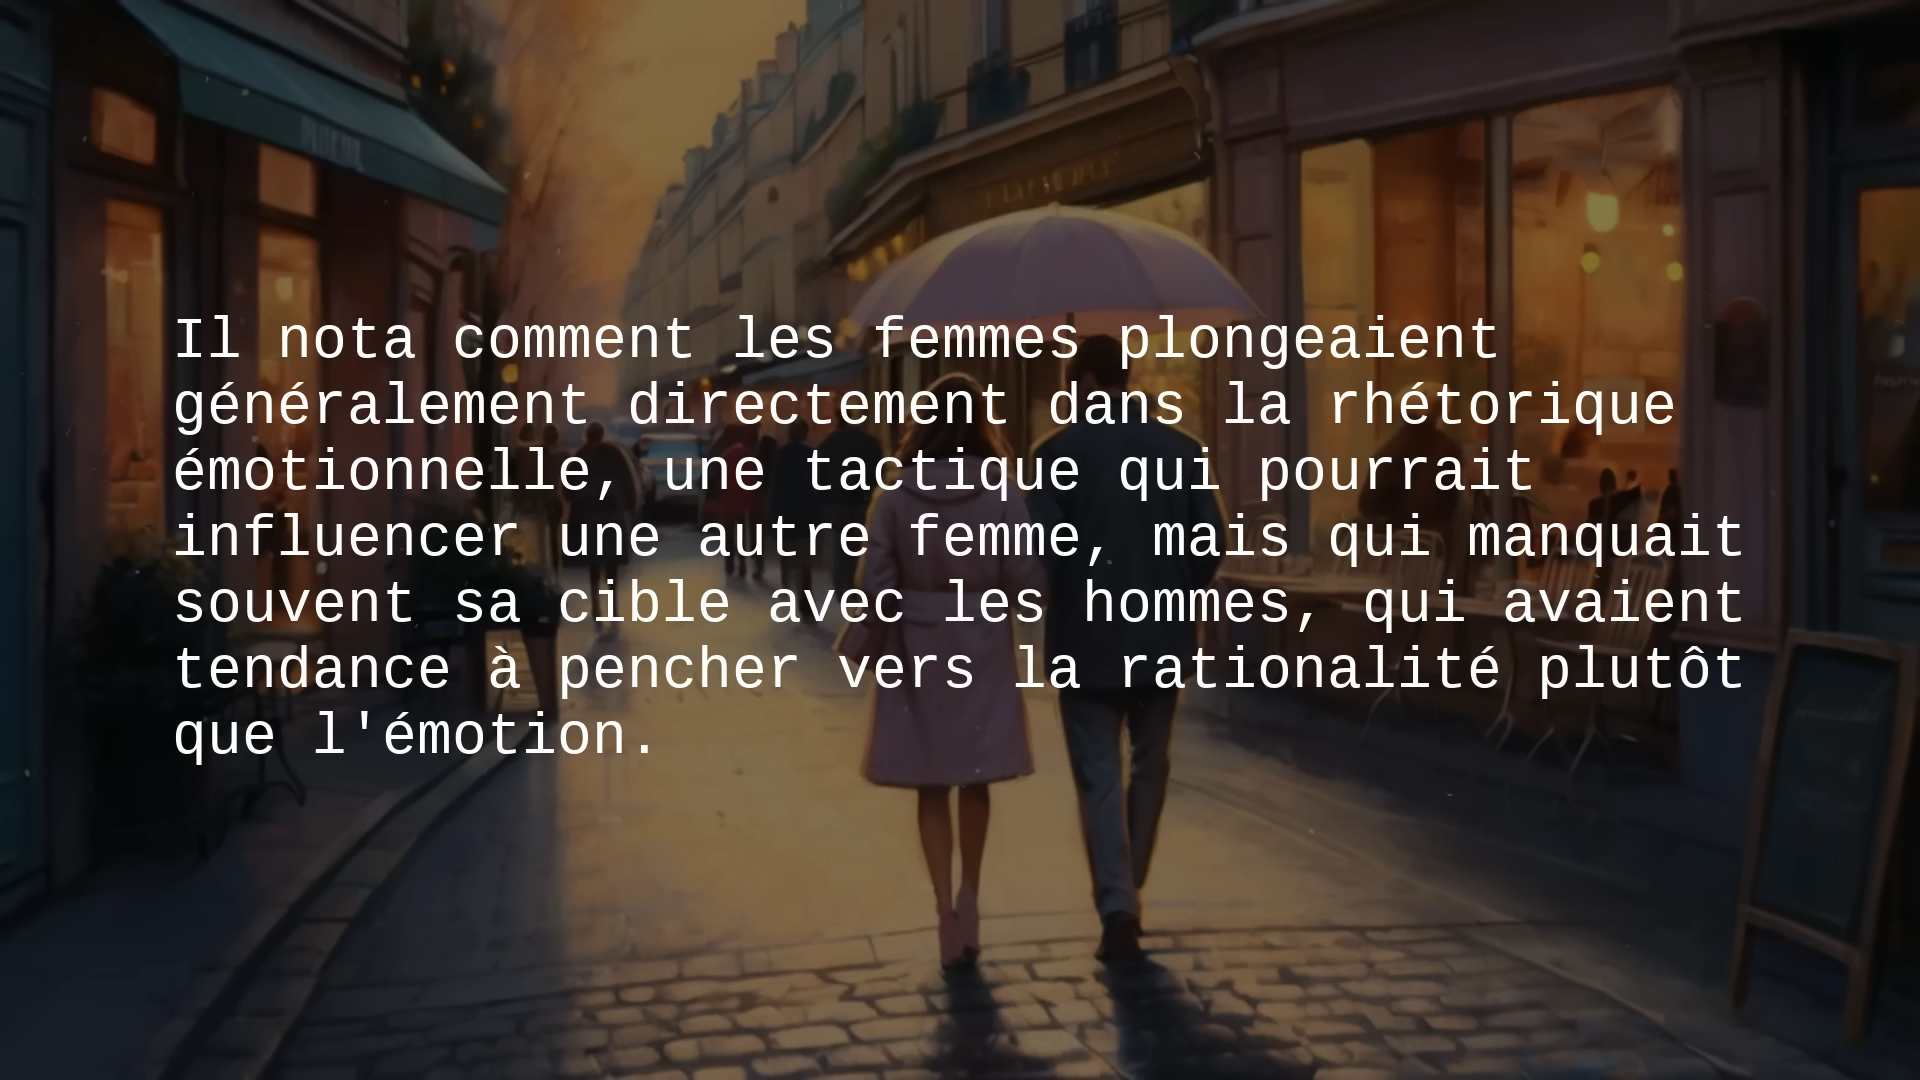 Il nota comment les femmes plongeaient
généralement directement dans la rhétorique
émotionnelle, une tactique qui pourrait
influencer une autre femme, mais qui manquait
souvent sa cible avec les hommes, qui avaient
tendance à pencher vers la rationalité plutôt
que l'émotion.